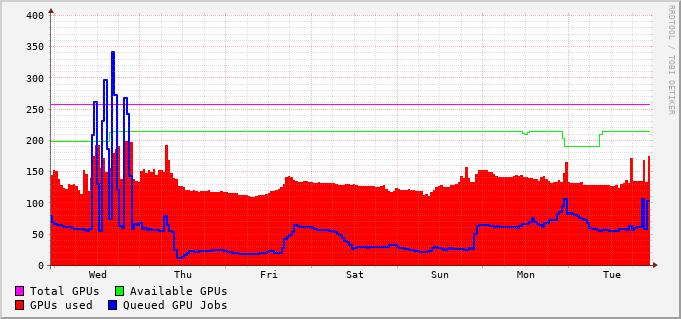 400
350
300
250
200
150
100
50
0
Wed Thu Fri Sat Sun Mon Tue
Total GPUs Available GPUs
GPUs used Queued GPU Jobs
RRDTOOL / TOBI OETIKER